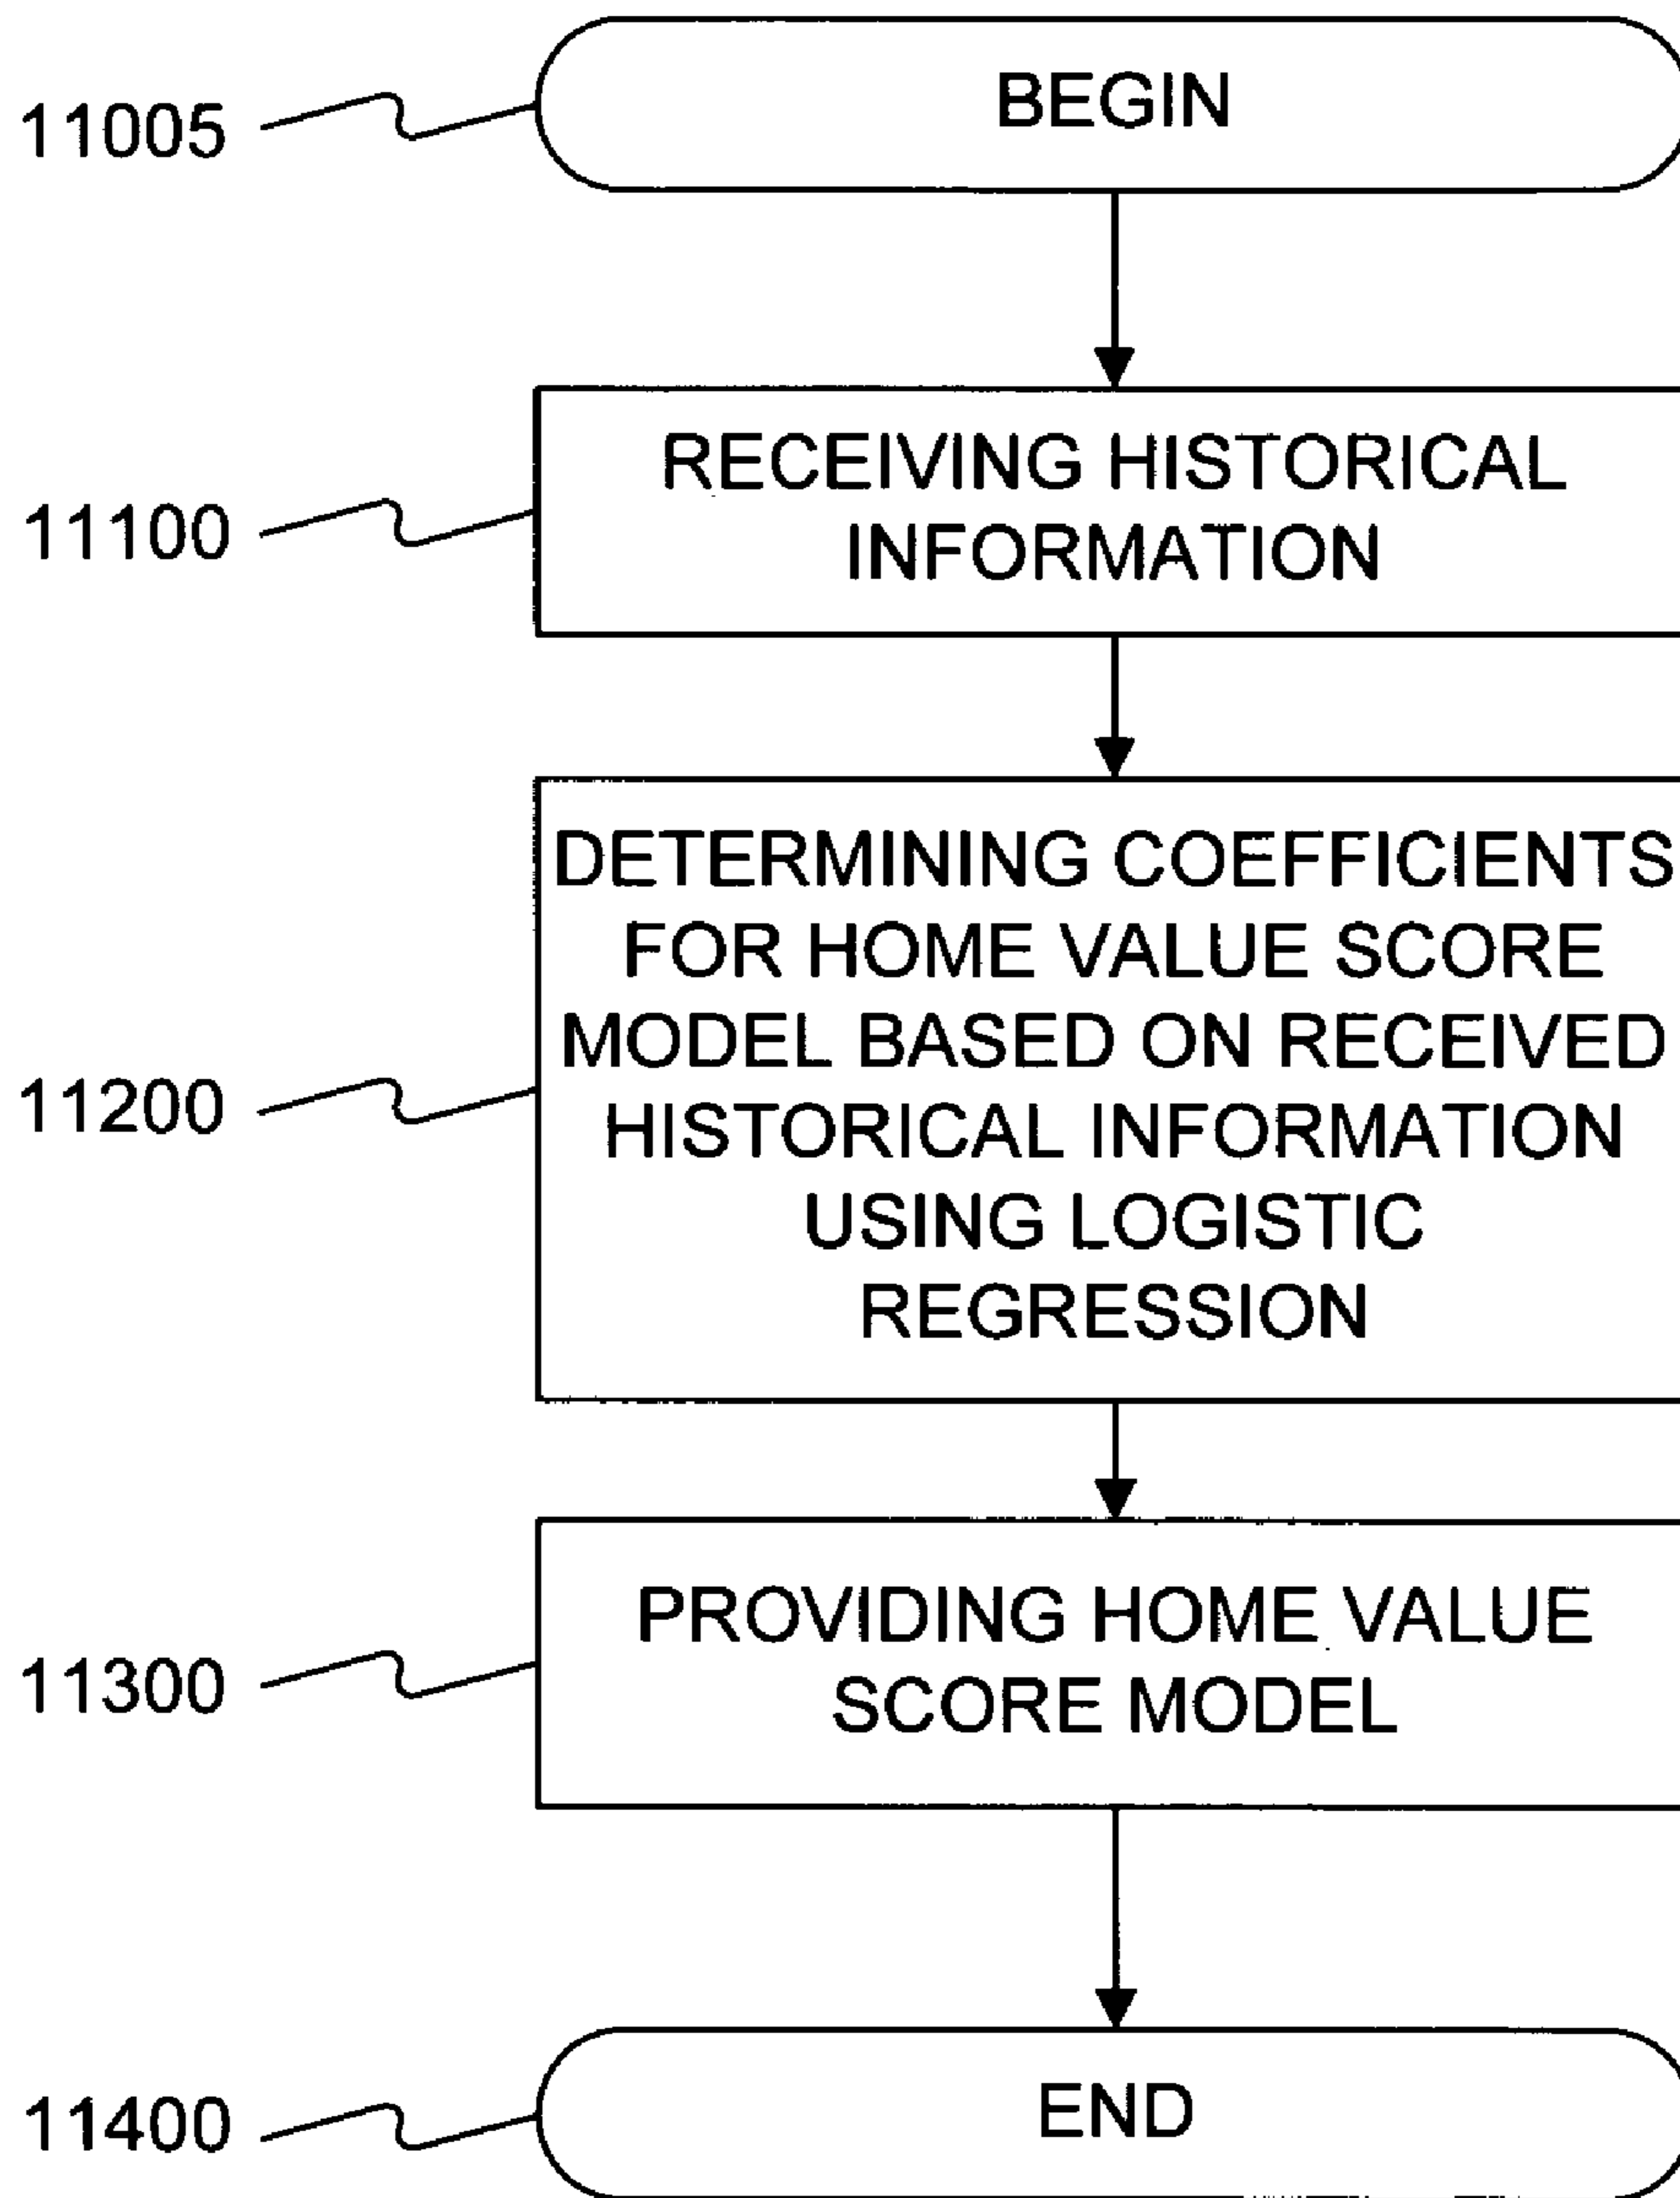 11005
BEGIN
11100
RECEIVING HISTORICAL
INFORMATION
11200
DETERMINING COEFFICIENTS
FOR HOME VALUE SCORE
MODEL BASED ON RECEIVED
HISTORICAL INFORMATION
USING LOGISTIC
REGRESSION
11300
PROVIDING HOME VALUE
SCORE MODEL
11400
END